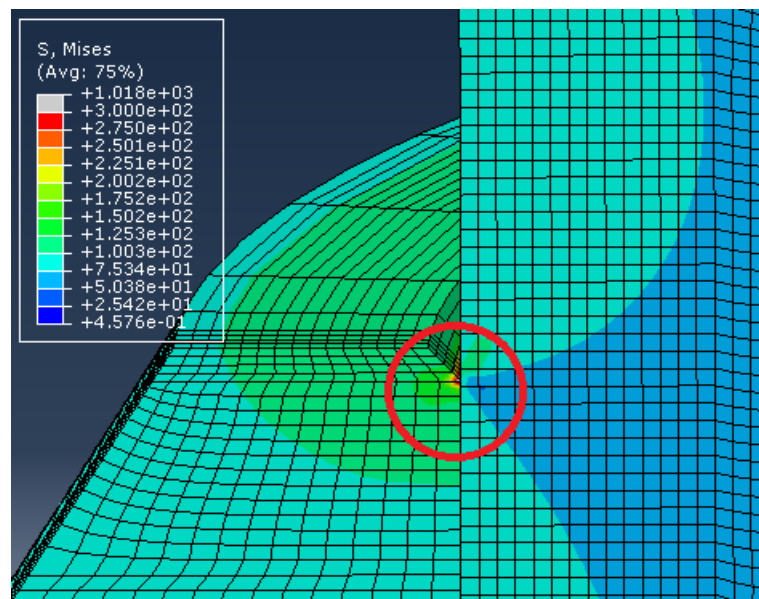 S, Mises
(Avg: 75%)
+1.018e+03
+3.000e+02
+2.750e+02
+2.501e+02
+2.251e+02
+2.002e+02
+1.752e+02
+1.502e+02
+1.253e+02
+1.003e+02
+7.534e+01
+5.038e+01
+2.542e+01
+4.576e-01